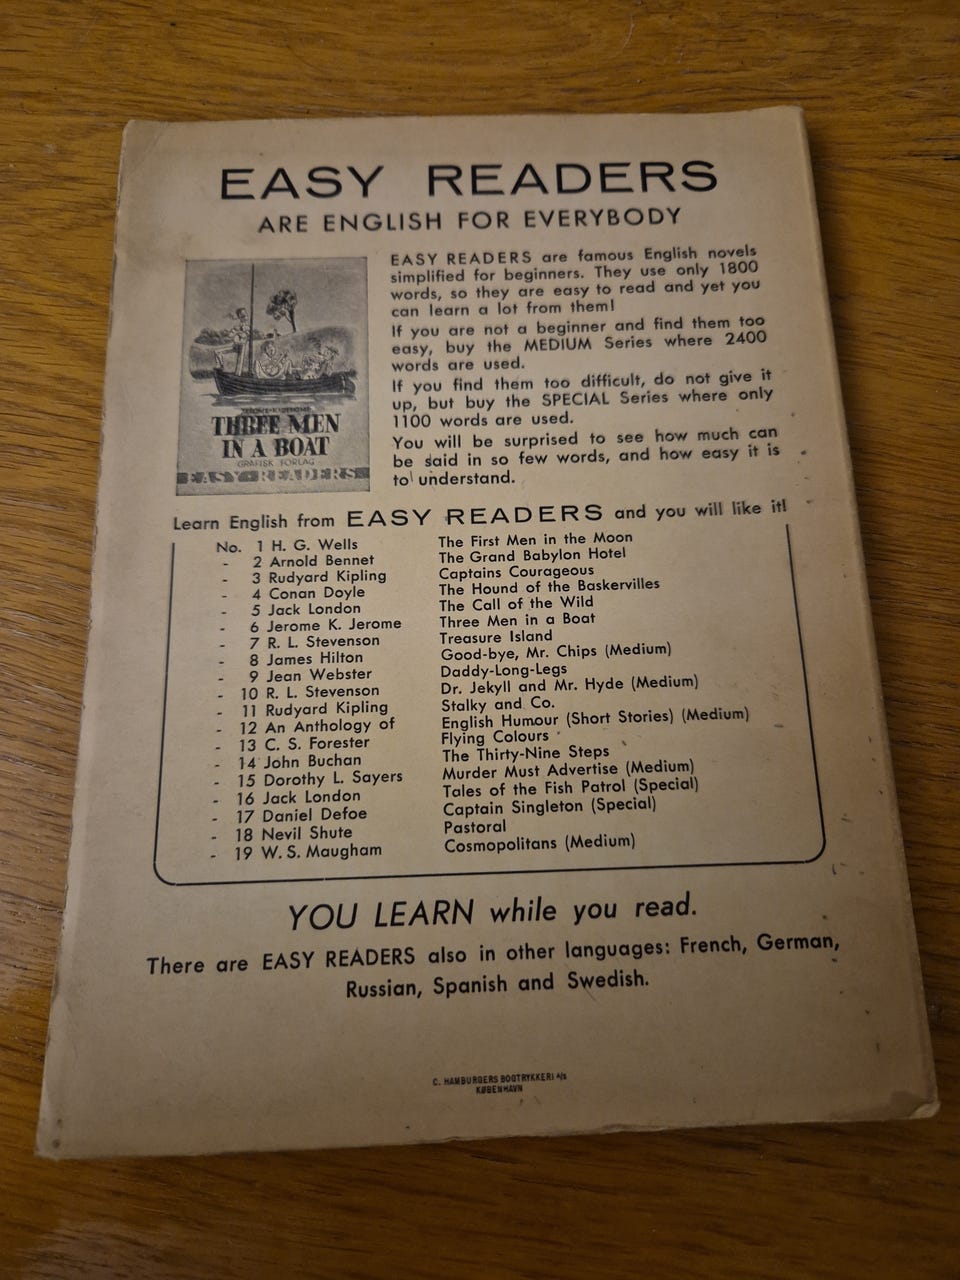 EASY READERS
ARE ENGLISH FOR EVERYBODY
EASY READERS are famous English novels
simplified for beginners. They use only 1800
words, so they are easy to read and yet you
can learn a lot from them!
If you are not a beginner and find them too
easy, buy the MEDIUM Series where 2400
words are used.
If you find them too difficult, do not give it
up, but buy the SPECIAL Series where only
1100 words are used.
You will be surprised to see how much can
be said in so few words, and how easy it is
to understand.
JEROME K. JEROME
THREE MEN
IN A BOAT
GRAFISK FORLAG
EASY READERS
Learn English from EASY READERS and you will like it!
No. 1 H. G. Wells The First Men in the Moon
- 2 Arnold Bennet The Grand Babylon Hotel
- 3 Rudyard Kipling Captains Courageous
- 4 Conan Doyle The Hound of the Baskervilles
- 5 Jack London The Call of the Wild
- 6 Jerome K. Jerome Three Men in a Boat
- 7 R. L. Stevenson Treasure Island
- 8 James Hilton Good-bye, Mr. Chips (Medium)
- 9 Jean Webster Daddy-Long-Legs
- 10 R. L. Stevenson Dr. Jekyll and Mr. Hyde (Medium)
- 11 Rudyard Kipling Stalky and Co.
- 12 An Anthology of English Humour (Short Stories) (Medium)
- 13 C. S. Forester Flying Colours
- 14 John Buchan The Thirty-Nine Steps
- 15 Dorothy L. Sayers Murder Must Advertise (Medium)
- 16 Jack London Tales of the Fish Patrol (Special)
- 17 Daniel Defoe Captain Singleton (Special)
- 18 Nevil Shute Pastoral
- 19 W. S. Maugham Cosmopolitans (Medium)
YOU LEARN while you read.
There are EASY READERS also in other languages: French, German,
Russian, Spanish and Swedish.
C. HAMBURGERS BOGTRYKKERI A/S
KØBENHAVN